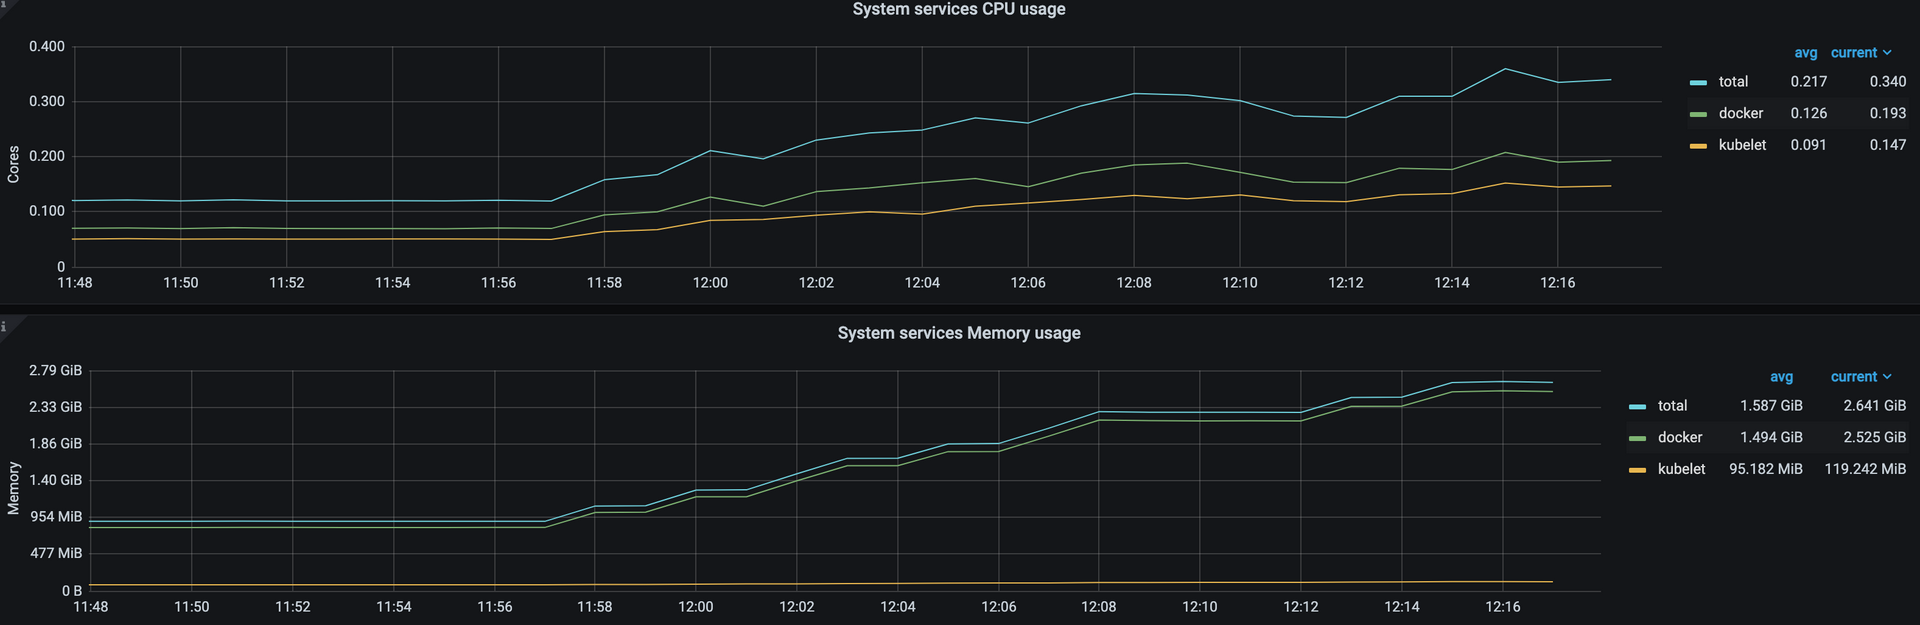 i
System services CPU usage
avg current
0.400
total 0.217 0.340
0.300
docker 0.126 0.193
0.200
kubelet 0.091 0.147
Cores
0.100
0
11:48 11:50 11:52 11:54 11:56 11:58 12:00 12:02 12:04 12:06 12:08 12:10 12:12 12:14 12:16
i
System services Memory usage
avg current
2.79 GiB
total 1.587 GiB 2.641 GiB
2.33 GiB
docker 1.494 GiB 2.525 GiB
1.86 GiB
kubelet 95.182 MiB 119.242 MiB
Memory
1.40 GiB
954 MiB
477 MiB
0 B
11:48 11:50 11:52 11:54 11:56 11:58 12:00 12:02 12:04 12:06 12:08 12:10 12:12 12:14 12:16